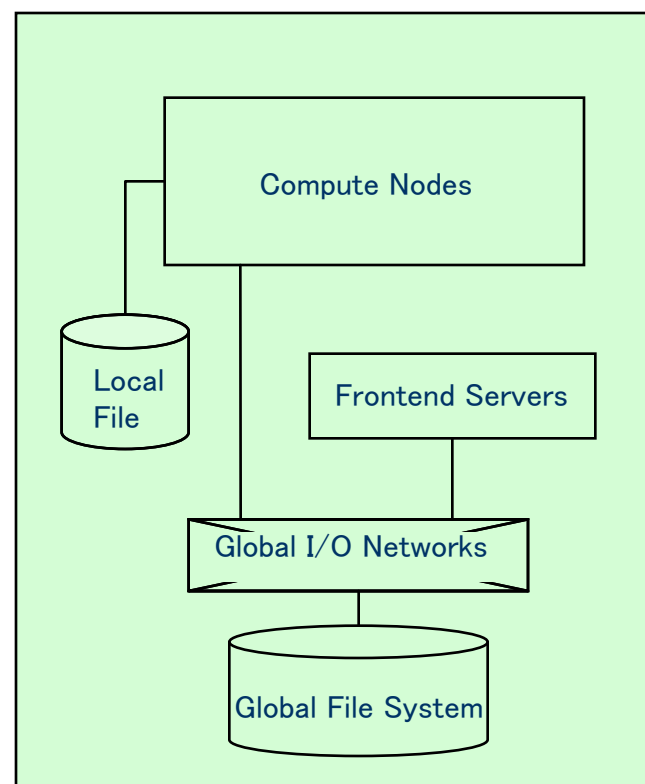 Compute Nodes
Local
File
Frontend Servers
Global I/O Networks
Global File System